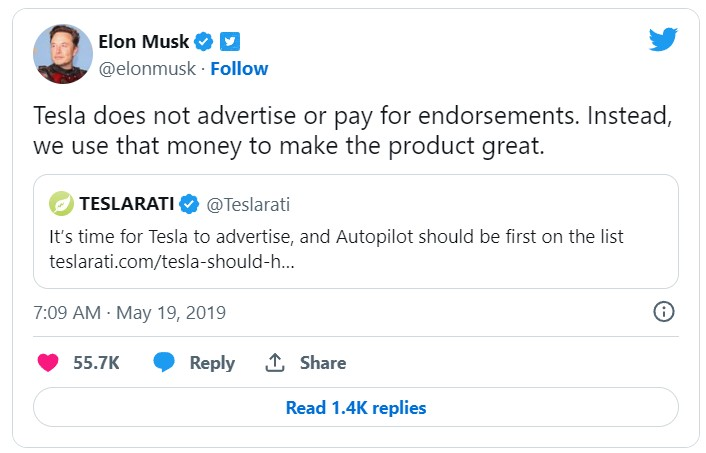 Elon Musk
@elonmusk · Follow
Tesla does not advertise or pay for endorsements. Instead,
we use that money to make the product great.
TESLARATI @Teslarati
It’s time for Tesla to advertise, and Autopilot should be first on the list
teslarati.com/tesla-should-h...
7:09 AM · May 19, 2019
55.7K Reply Share
Read 1.4K replies